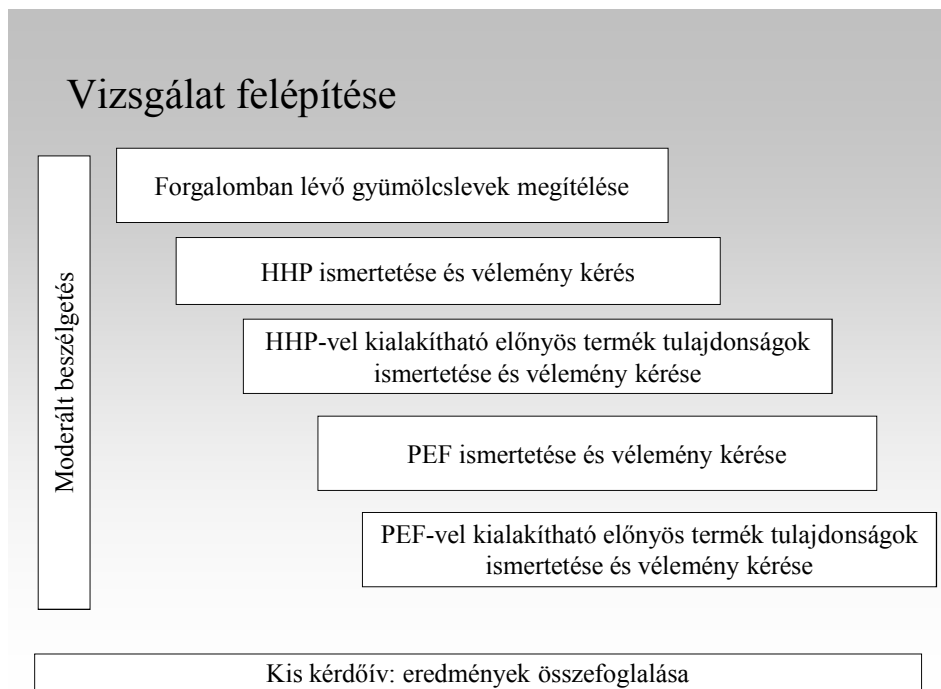 Vizsgálat felépítése
Moderált beszélgetés
Forgalomban lévő gyümölcslevek megítélése
HHP ismertetése és vélemény kérés
HHP-vel kialakítható előnyös termék tulajdonságok
ismertetése és vélemény kérése
PEF ismertetése és vélemény kérése
PEF-vel kialakítható előnyös termék tulajdonságok
ismertetése és vélemény kérése
Kis kérdőív: eredmények összefoglalása